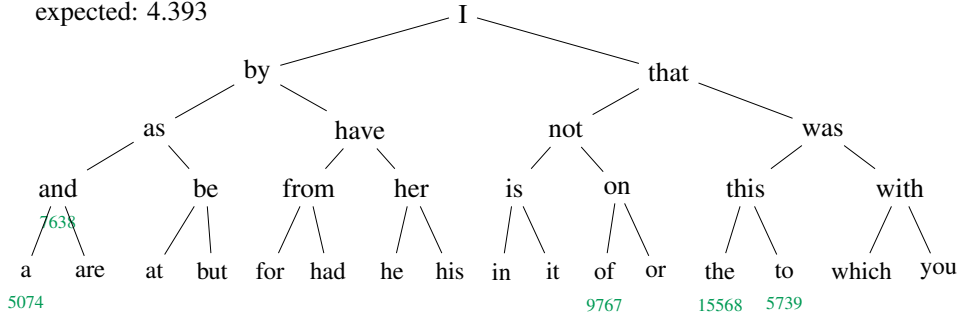 expected: 4.393
I
by that
as have not was
and be from her is on this with
7638
a are at but for had he his in it of or the to which you
5074 9767 15568 5739